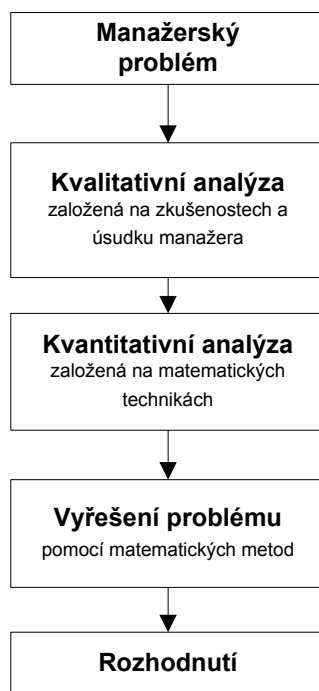 Manažerský
problém
Kvalitativní analýza
založená na zkušenostech a
úsudku manažera
Kvantitativní analýza
založená na matematických
technikách
Vyřešení problému
pomocí matematických metod
Rozhodnutí